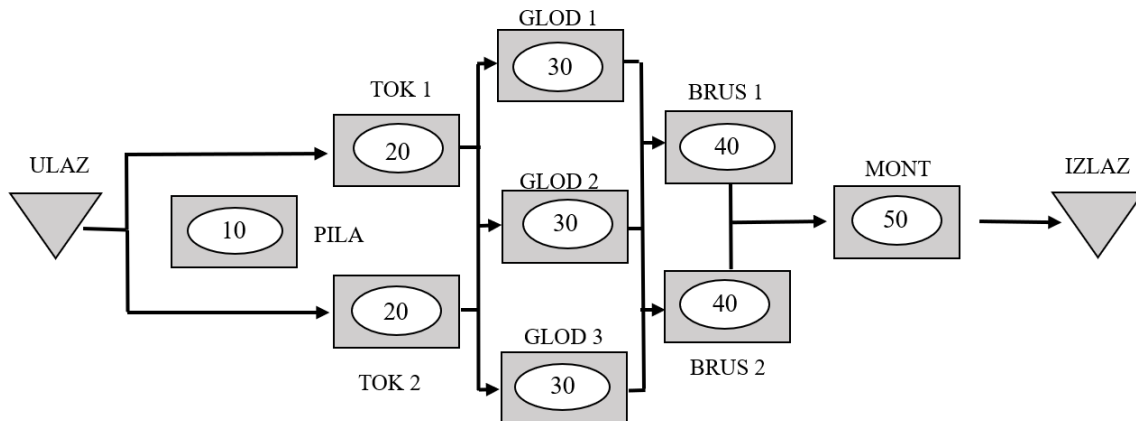 ULAZ
10
PILA
TOK 1
20
20
TOK 2
GLOD 1
30
GLOD 2
30
GLOD 3
30
BRUS 1
40
40
BRUS 2
MONT
50
IZLAZ